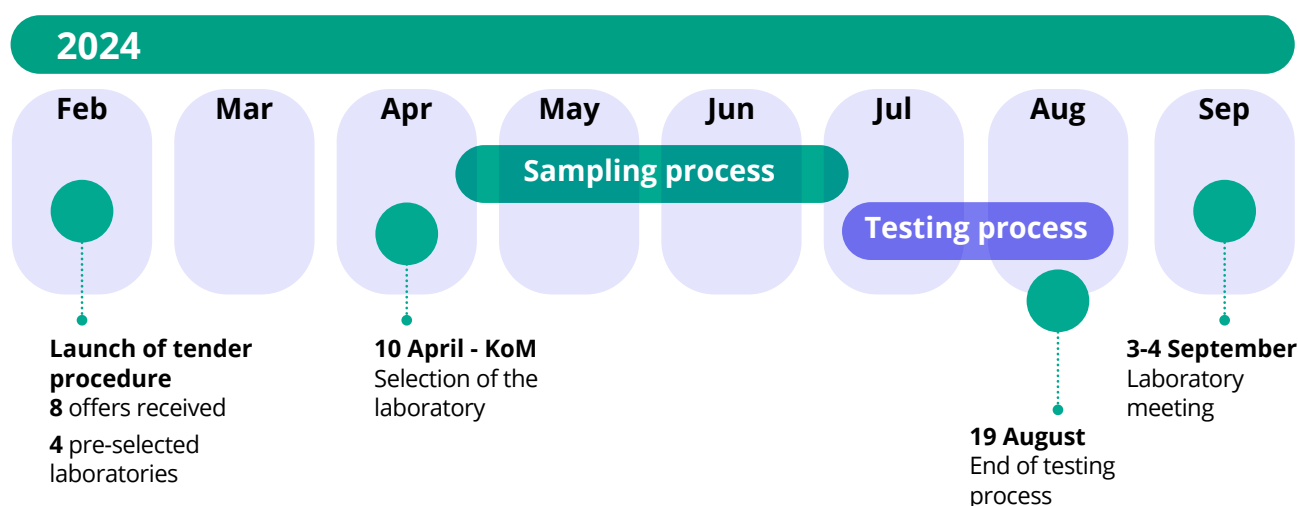 2024
Feb
Mar
Apr
May
Jun
Jul
Aug
Sep
Sampling process
Testing process
Launch of tender
procedure
8 offers received
4 pre-selected
laboratories
10 April - KoM
Selection of the
laboratory
19 August
End of testing
process
3-4 September
Laboratory
meeting